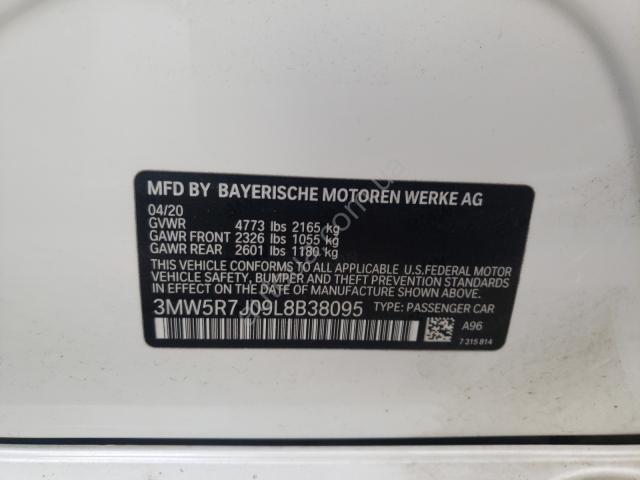 MFD BY BAYERISCHE MOTOREN WERKE AG
04/20
GVWR 4773 lbs 2165 kg
GAWR FRONT 2326 lbs 1055 kg
GAWR REAR 2601 lbs 1180 kg
THIS VEHICLE CONFORMS TO ALL APPLICABLE U.S.FEDERAL MOTOR
VEHICLE SAFETY, BUMPER AND THEFT PREVENTION STANDARDS
IN EFFECT ON THE DATE OF MANUFACTURE SHOWN ABOVE.
3MW5R7J09L8B38095 TYPE: PASSENGER CAR
A96
7 315 814